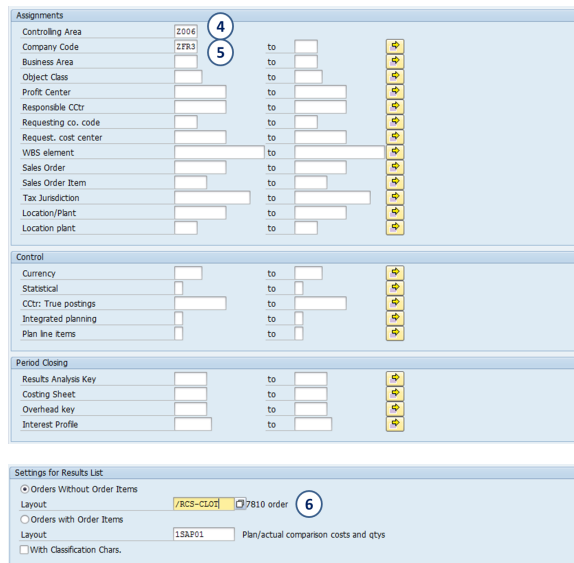 Assignments
Controlling Area Z006 4
Company Code ZFR3 to 5
Business Area to
Object Class to
Profit Center to
Responsible CCtr to
Requesting co. code to
Request. cost center to
WBS element to
Sales Order to
Sales Order Item to
Tax Jurisdiction to
Location/Plant to
Location plant to
Control
Currency to
Statistical to
CCtr: True postings to
Integrated planning to
Plan line items to
Period Closing
Results Analysis Key to
Costing Sheet to
Overhead key to
Interest Profile to
Settings for Results List
Orders Without Order Items
Layout /RCS-CLOT 7810 order 6
Orders with Order Items
Layout 1SAP01 Plan/actual comparison costs and qtys
With Classification Chars.